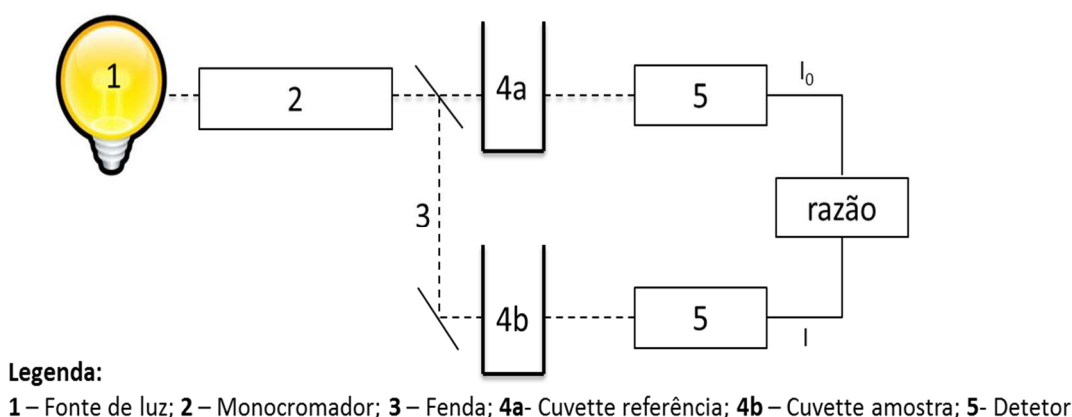 1
2
4a
5
I0
razão
3
4b
5
I
Legenda:
1 – Fonte de luz; 2 – Monocromador; 3 – Fenda; 4a- Cuvette referência; 4b – Cuvette amostra; 5- Detetor